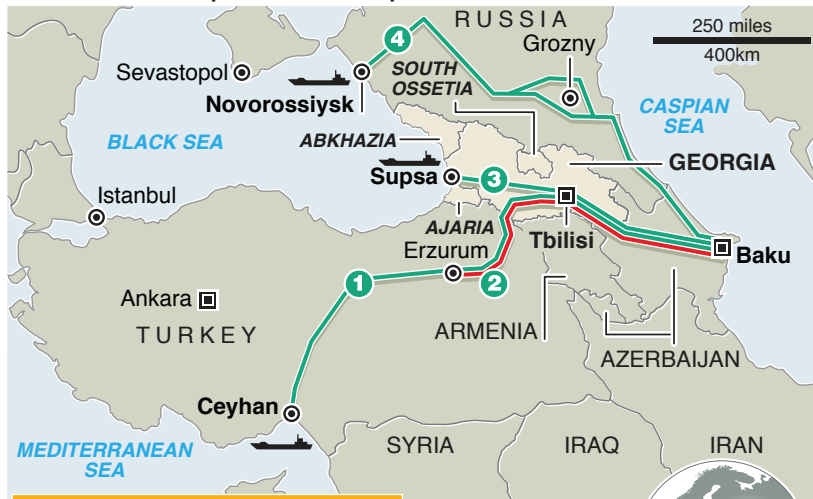 RUSSIA
250 miles
400km
4
Grozny
Sevastopol
SOUTH
OSSETIA
Novorossiysk
CASPIAN
SEA
BLACK SEA
ABKHAZIA
GEORGIA
Supsa
3
Istanbul
AJARIA
Tbilisi
Erzurum
Baku
1
2
Ankara
TURKEY
ARMENIA
AZERBAIJAN
Ceyhan
MEDITERRANEAN
SEA
SYRIA
IRAQ
IRAN